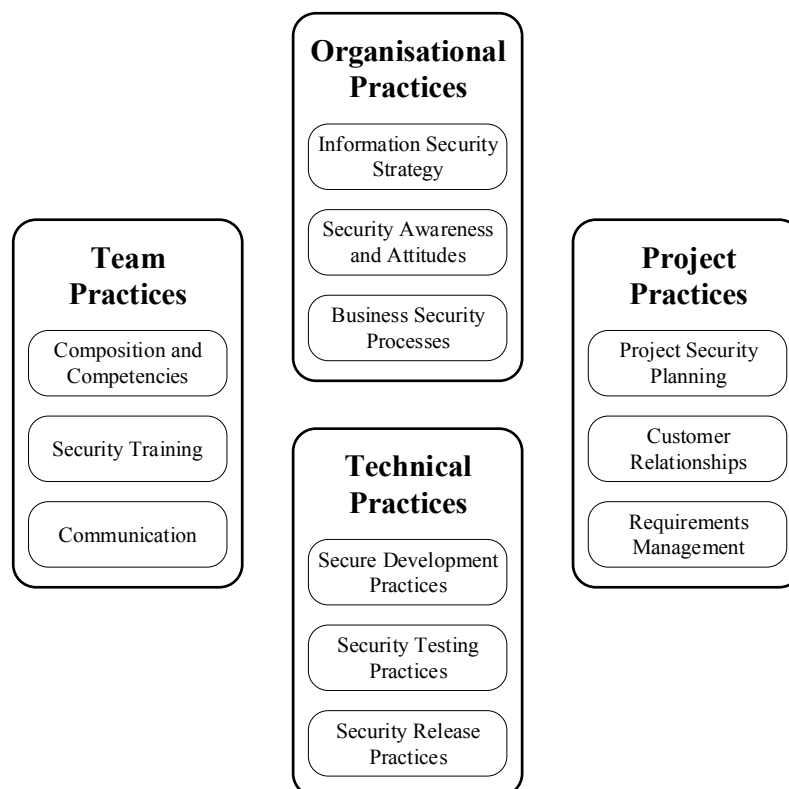 Organisational
Practices
Information Security
Strategy
Security Awareness
and Attitudes
Business Security
Processes
Team
Practices
Composition and
Competencies
Security Training
Communication
Project
Practices
Project Security
Planning
Customer
Relationships
Requirements
Management
Technical
Practices
Secure Development
Practices
Security Testing
Practices
Security Release
Practices